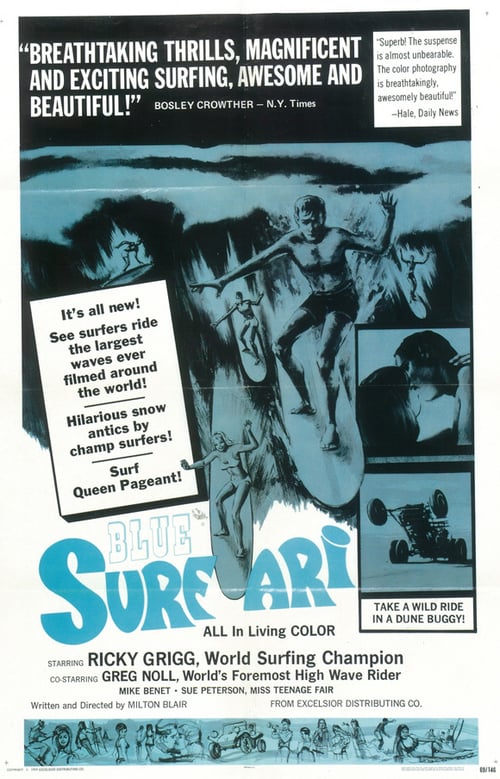 "BREATHTAKING THRILLS, MAGNIFICENT
AND EXCITING SURFING, AWESOME AND
BEAUTIFUL!" BOSLEY CROWTHER — N.Y. Times
"Superb! The suspense
is almost unbearable.
The color photography
is breathtakingly,
awesomely beautiful!"
—Hale, Daily News
It's all new!
See surfers ride
the largest
waves ever
filmed around
the world!
Hilarious snow
antics by
champ surfers!
Surf
Queen Pageant!
BLUE
SURFARI
ALL In Living COLOR
TAKE A WILD RIDE
IN A DUNE BUGGY!
STARRING RICKY GRIGG, World Surfing Champion
CO-STARRING GREG NOLL, World's Foremost High Wave Rider
MIKE BENET • SUE PETERSON, MISS TEENAGE FAIR
Written and Directed by MILTON BLAIR FROM EXCELSIOR DISTRIBUTING CO.
69/146